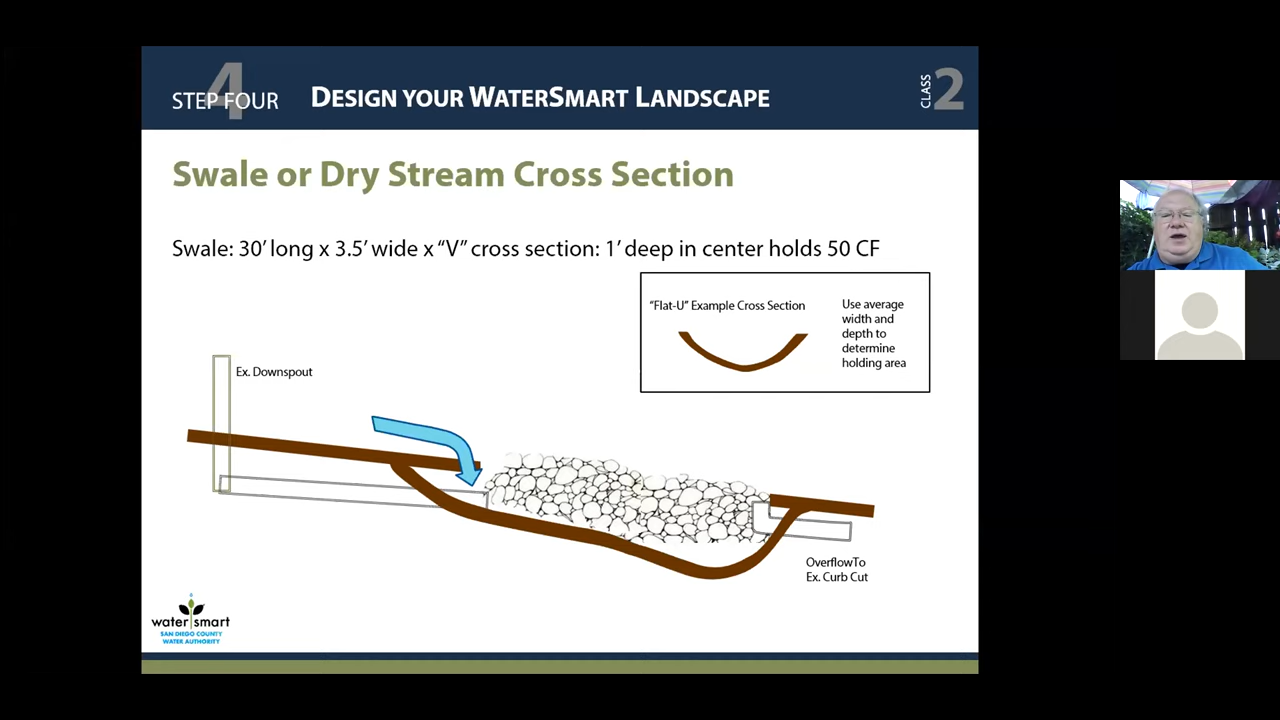 4
STEP FOUR
DESIGN YOUR WATERSMART LANDSCAPE
CLASS 2
Swale or Dry Stream Cross Section
Swale: 30' long x 3.5' wide x “V” cross section: 1' deep in center holds 50 CF
“Flat-U” Example Cross Section
Use average
width and
depth to
determine
holding area
Ex. Downspout
OverflowTo
Ex. Curb Cut
water smart
SAN DIEGO COUNTY
WATER AUTHORITY